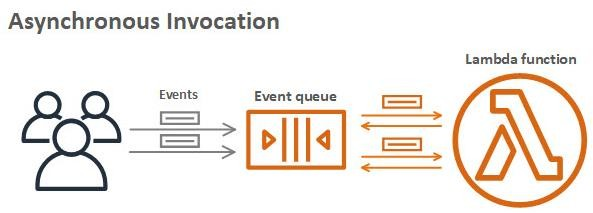 Asynchronous Invocation
Lambda function
Events
Event queue